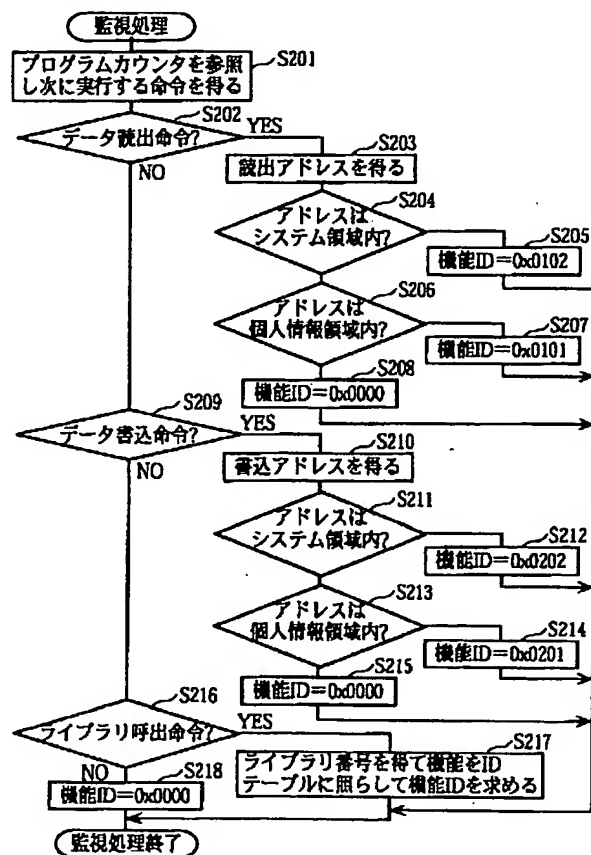 監視処理
プログラムカウンタを参照
し次に実行する命令を得る
S201
S202
データ読出命令?
YES
NO
S203
読出アドレスを得る
S204
アドレスは
システム領域内?
S205
機能ID=0x0102
S206
アドレスは
個人情報領域内?
S207
機能ID=0x0101
S208
機能ID=0x0000
S209
データ書込命令?
YES
NO
S210
書込アドレスを得る
S211
アドレスは
システム領域内?
S212
機能ID=0x0202
S213
アドレスは
個人情報領域内?
S214
機能ID=0x0201
S215
機能ID=0x0000
S216
ライブラリ呼出命令?
YES
NO
S217
ライブラリ番号を得て機能をID
テーブルに照らして機能IDを求める
S218
機能ID=0x0000
監視処理終了